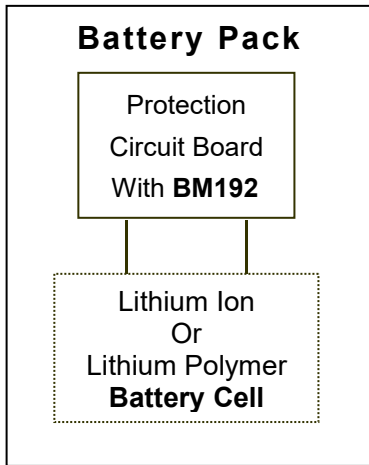 Battery Pack
Protection
Circuit Board
With BM192
Lithium Ion
Or
Lithium Polymer
Battery Cell